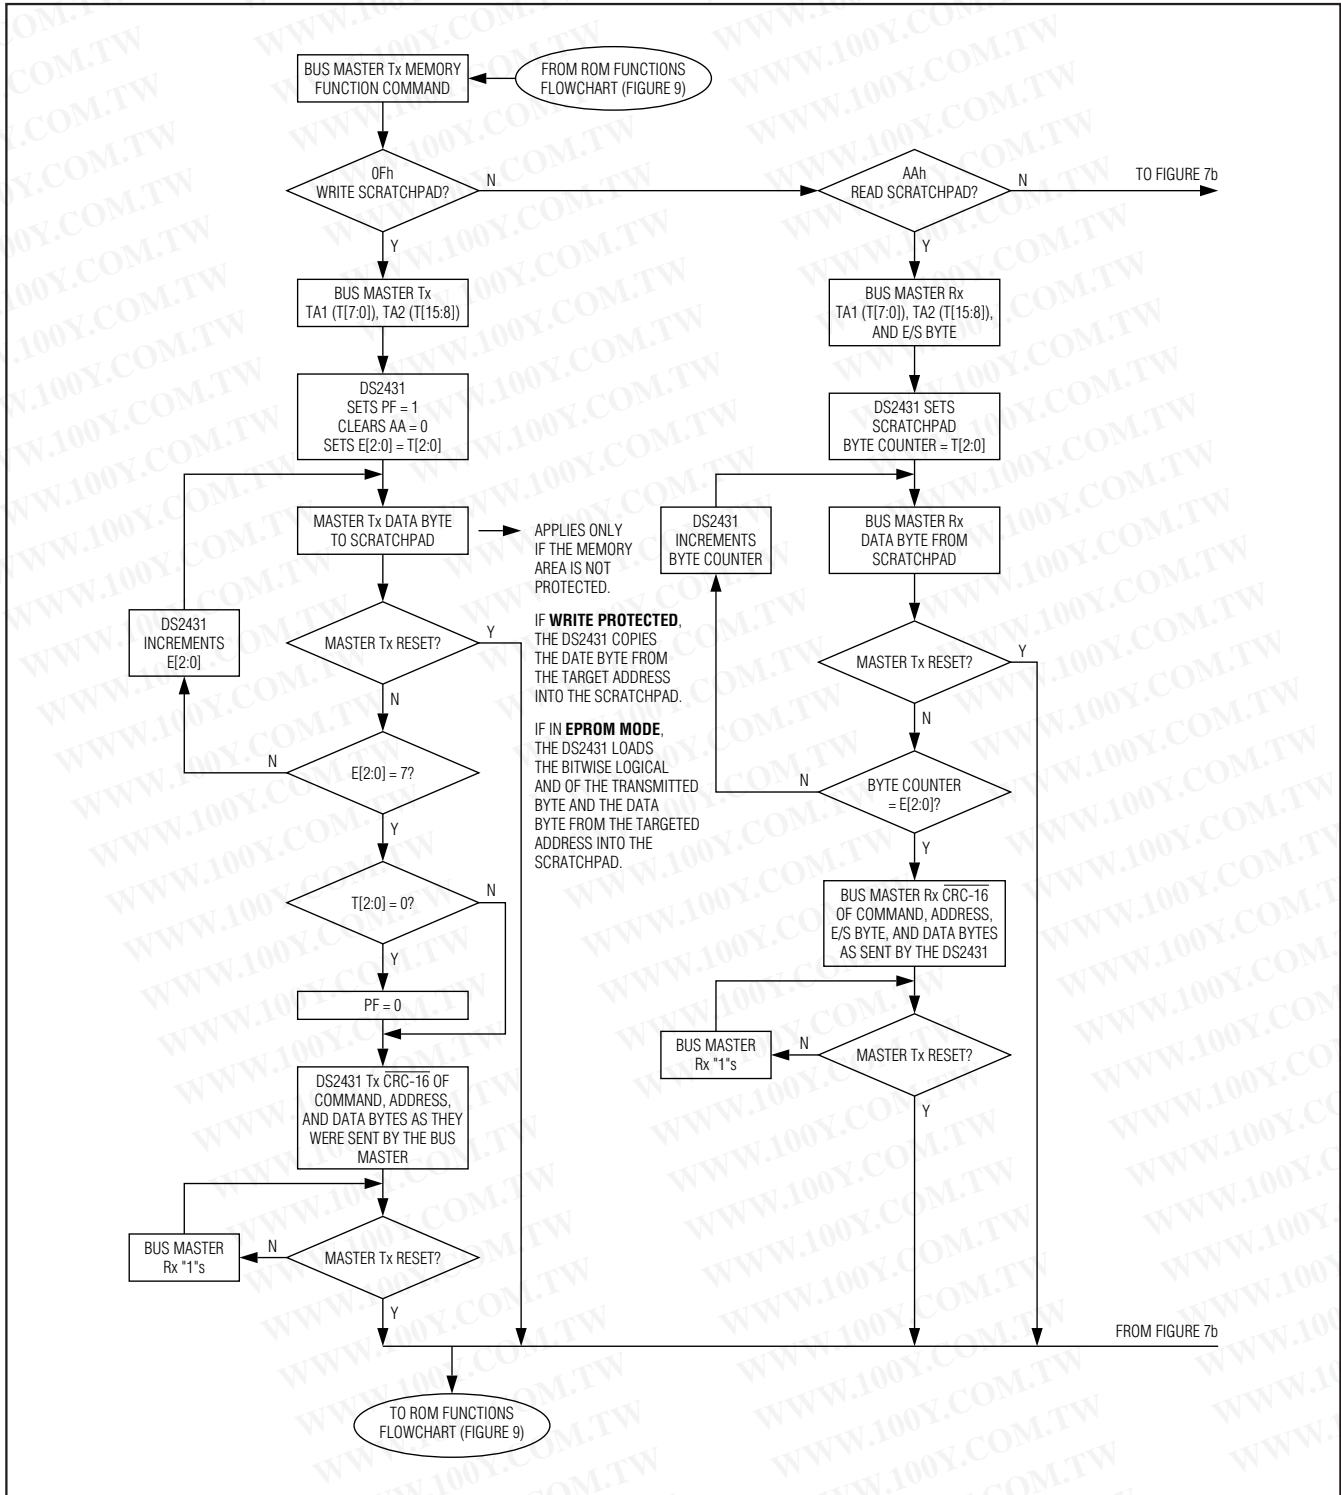 BUS MASTER Tx MEMORY
FUNCTION COMMAND
FROM ROM FUNCTIONS
FLOWCHART (FIGURE 9)
0Fh
WRITE SCRATCHPAD?
N
Y
AAh
READ SCRATCHPAD?
N
Y
TO FIGURE 7b
BUS MASTER Tx
TA1 (T[7:0]), TA2 (T[15:8])
DS2431
SETS PF = 1
CLEARS AA = 0
SETS E[2:0] = T[2:0]
MASTER Tx DATA BYTE
TO SCRATCHPAD
APPLIES ONLY
IF THE MEMORY
AREA IS NOT
PROTECTED.
IF WRITE PROTECTED,
THE DS2431 COPIES
THE DATE BYTE FROM
THE TARGET ADDRESS
INTO THE SCRATCHPAD.
IF IN EPROM MODE,
THE DS2431 LOADS
THE BITWISE LOGICAL
AND OF THE TRANSMITTED
BYTE AND THE DATA
BYTE FROM THE TARGETED
ADDRESS INTO THE
SCRATCHPAD.
DS2431
INCREMENTS
E[2:0]
MASTER Tx RESET?
Y
N
E[2:0] = 7?
N
Y
T[2:0] = 0?
N
Y
PF = 0
DS2431 Tx CRC-16 OF
COMMAND, ADDRESS,
AND DATA BYTES AS THEY
WERE SENT BY THE BUS
MASTER
BUS MASTER
Rx "1"s
N
MASTER Tx RESET?
Y
BUS MASTER Rx
TA1 (T[7:0]), TA2 (T[15:8]),
AND E/S BYTE
DS2431 SETS
SCRATCHPAD
BYTE COUNTER = T[2:0]
DS2431
INCREMENTS
BYTE COUNTER
BUS MASTER Rx
DATA BYTE FROM
SCRATCHPAD
MASTER Tx RESET?
Y
N
BYTE COUNTER
= E[2:0]?
N
Y
BUS MASTER Rx CRC-16
OF COMMAND, ADDRESS,
E/S BYTE, AND DATA BYTES
AS SENT BY THE DS2431
BUS MASTER
Rx "1"s
N
MASTER Tx RESET?
Y
FROM FIGURE 7b
TO ROM FUNCTIONS
FLOWCHART (FIGURE 9)
WWW.100Y.COM.TW